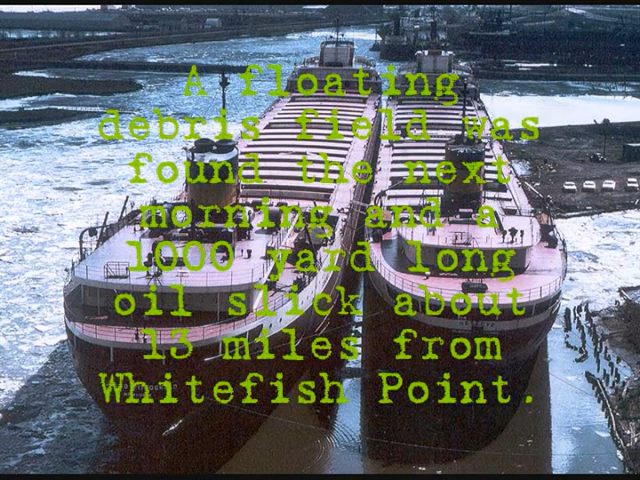 A floating
debris field was
found the next
morning and a
1000 yard long
oil slick about
13 miles from
Whitefish Point.